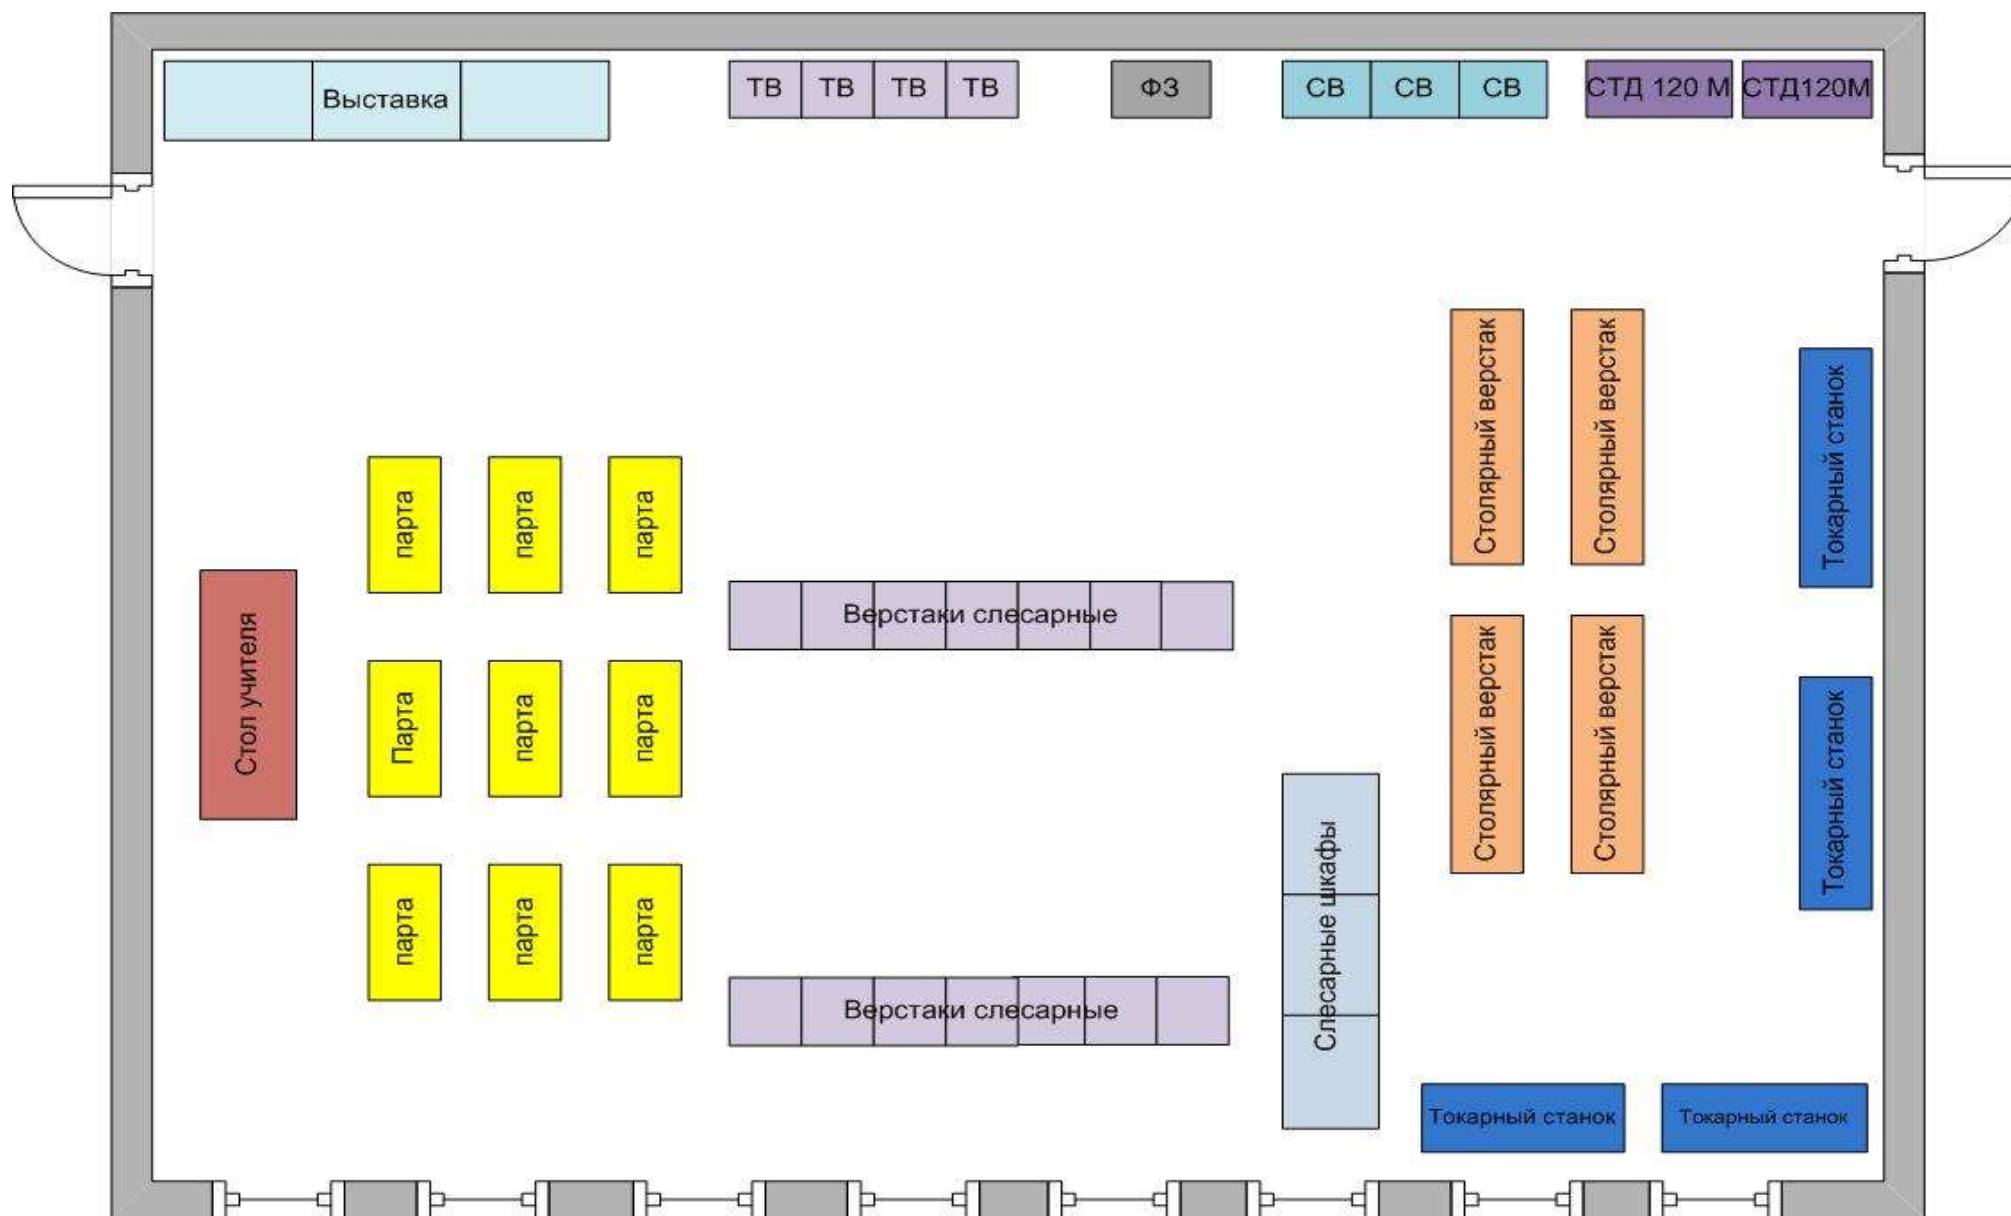 Выставка
ТВ
ТВ
ТВ
ТВ
ФЗ
СВ
СВ
СВ
СТД 120 М
СТД120М
Столярный верстак
Столярный верстак
Токарный станок
парта
парта
парта
Стол учителя
Верстаки слесарные
Парта
парта
парта
Столярный верстак
Столярный верстак
Токарный станок
Слесарные шкафы
парта
парта
парта
Верстаки слесарные
Токарный станок
Токарный станок